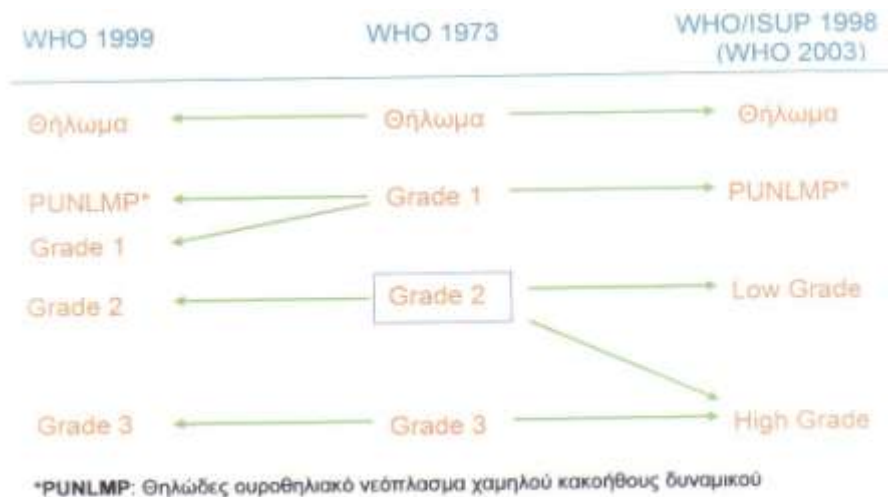 WHO 1999 WHO 1973 WHO/ISUP 1998
(WHO 2003)
Θήλωμα Θήλωμα Θήλωμα
PUNLMP* Grade 1 PUNLMP*
Grade 1
Grade 2 Grade 2 Low Grade
Grade 3 Grade 3 High Grade
*PUNLMP: Θηλώδες ουροθηλιακό νεόπλασμα χαμηλού κακοήθους δυναμικού